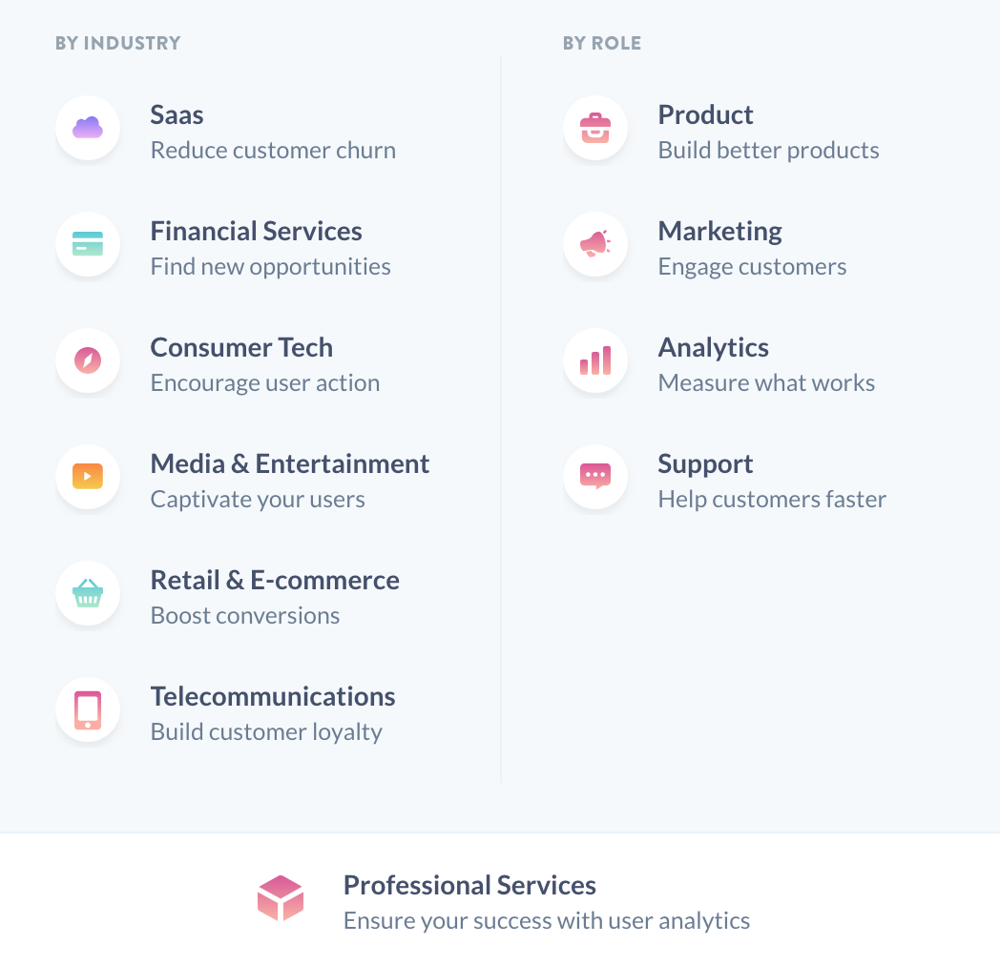 BY INDUSTRY
Saas
Reduce customer churn
Financial Services
Find new opportunities
Consumer Tech
Encourage user action
Media & Entertainment
Captivate your users
Retail & E-commerce
Boost conversions
Telecommunications
Build customer loyalty
BY ROLE
Product
Build better products
Marketing
Engage customers
Analytics
Measure what works
Support
Help customers faster
Professional Services
Ensure your success with user analytics